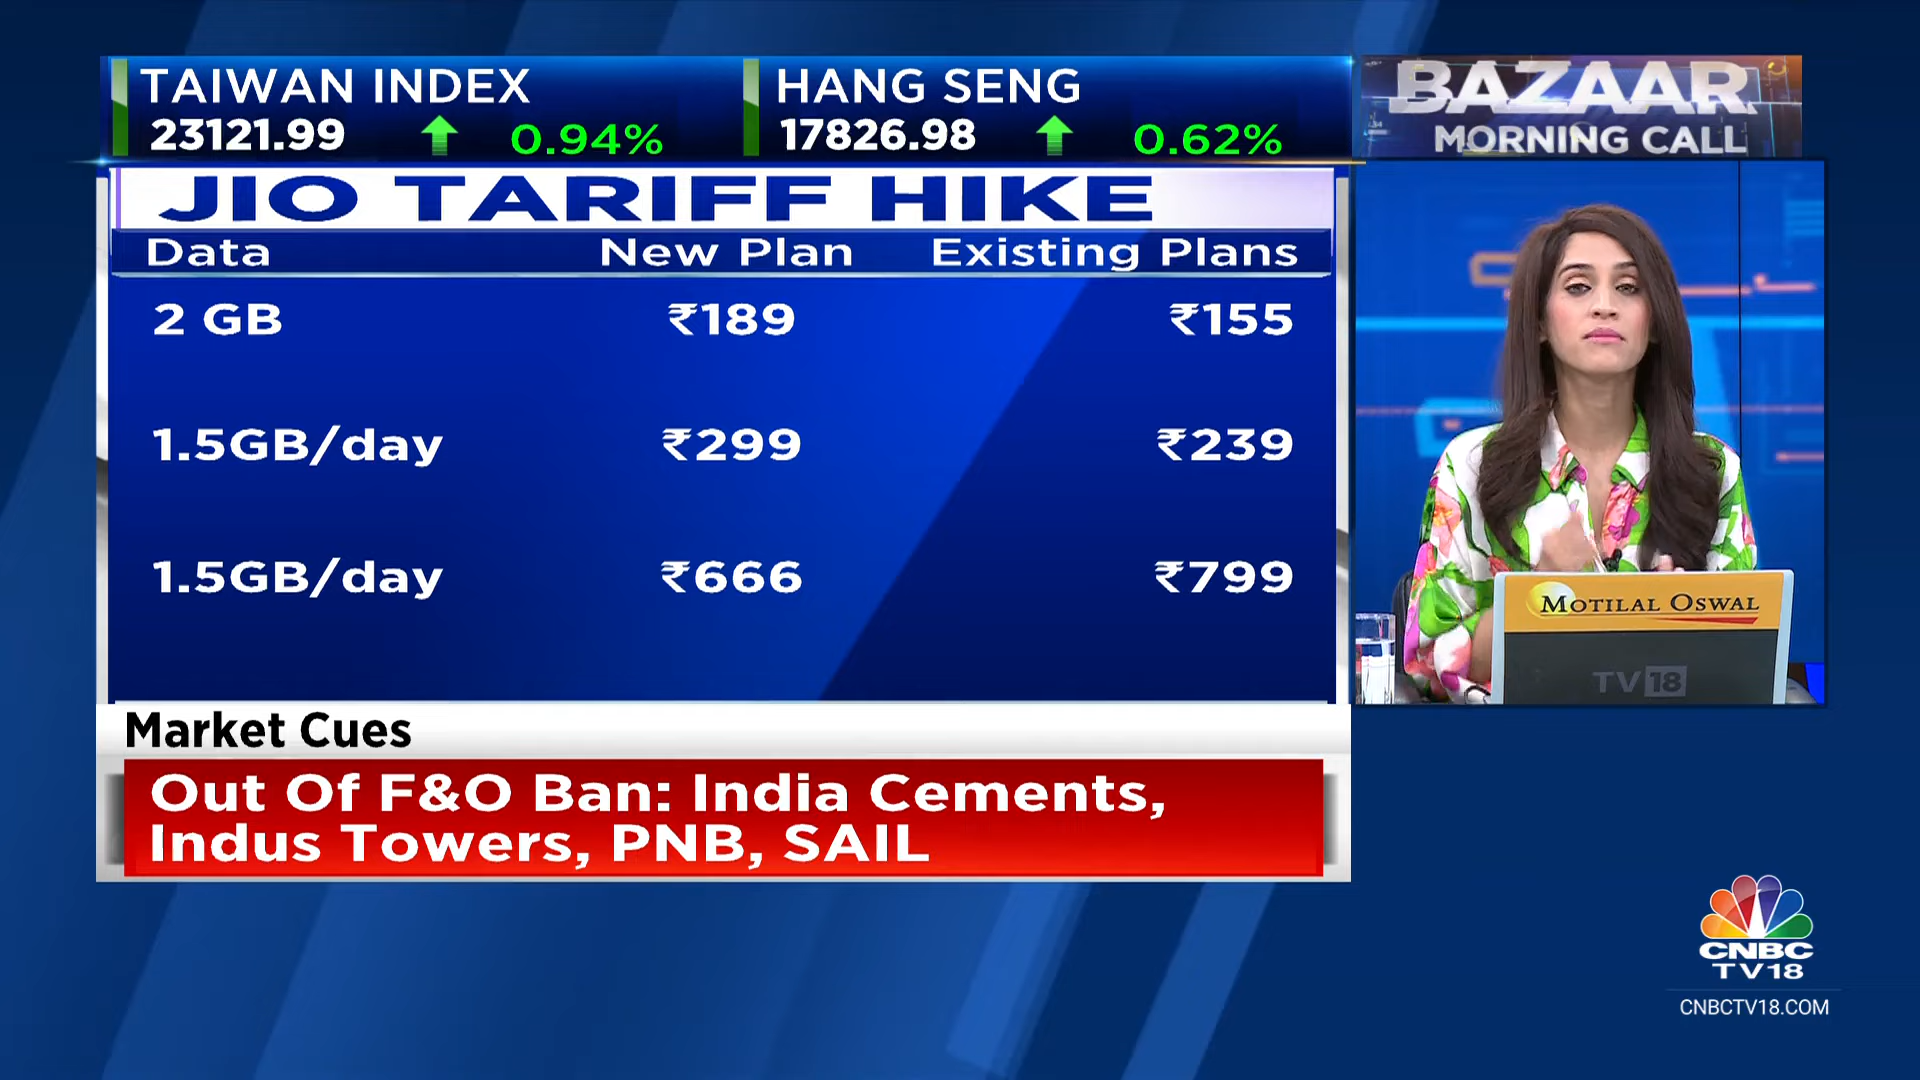 TAIWAN INDEX
23121.99 0.94%
HANG SENG
17826.98 0.62%
BAZAAR
MORNING CALL
JIO TARIFF HIKE
Data New Plan Existing Plans
2 GB ₹189 ₹155
1.5GB/day ₹299 ₹239
1.5GB/day ₹666 ₹799
MOTILAL OSWAL
TV18
Market Cues
Out Of F&O Ban: India Cements,
Indus Towers, PNB, SAIL
CNBC
TV18
CNBCTV18.COM